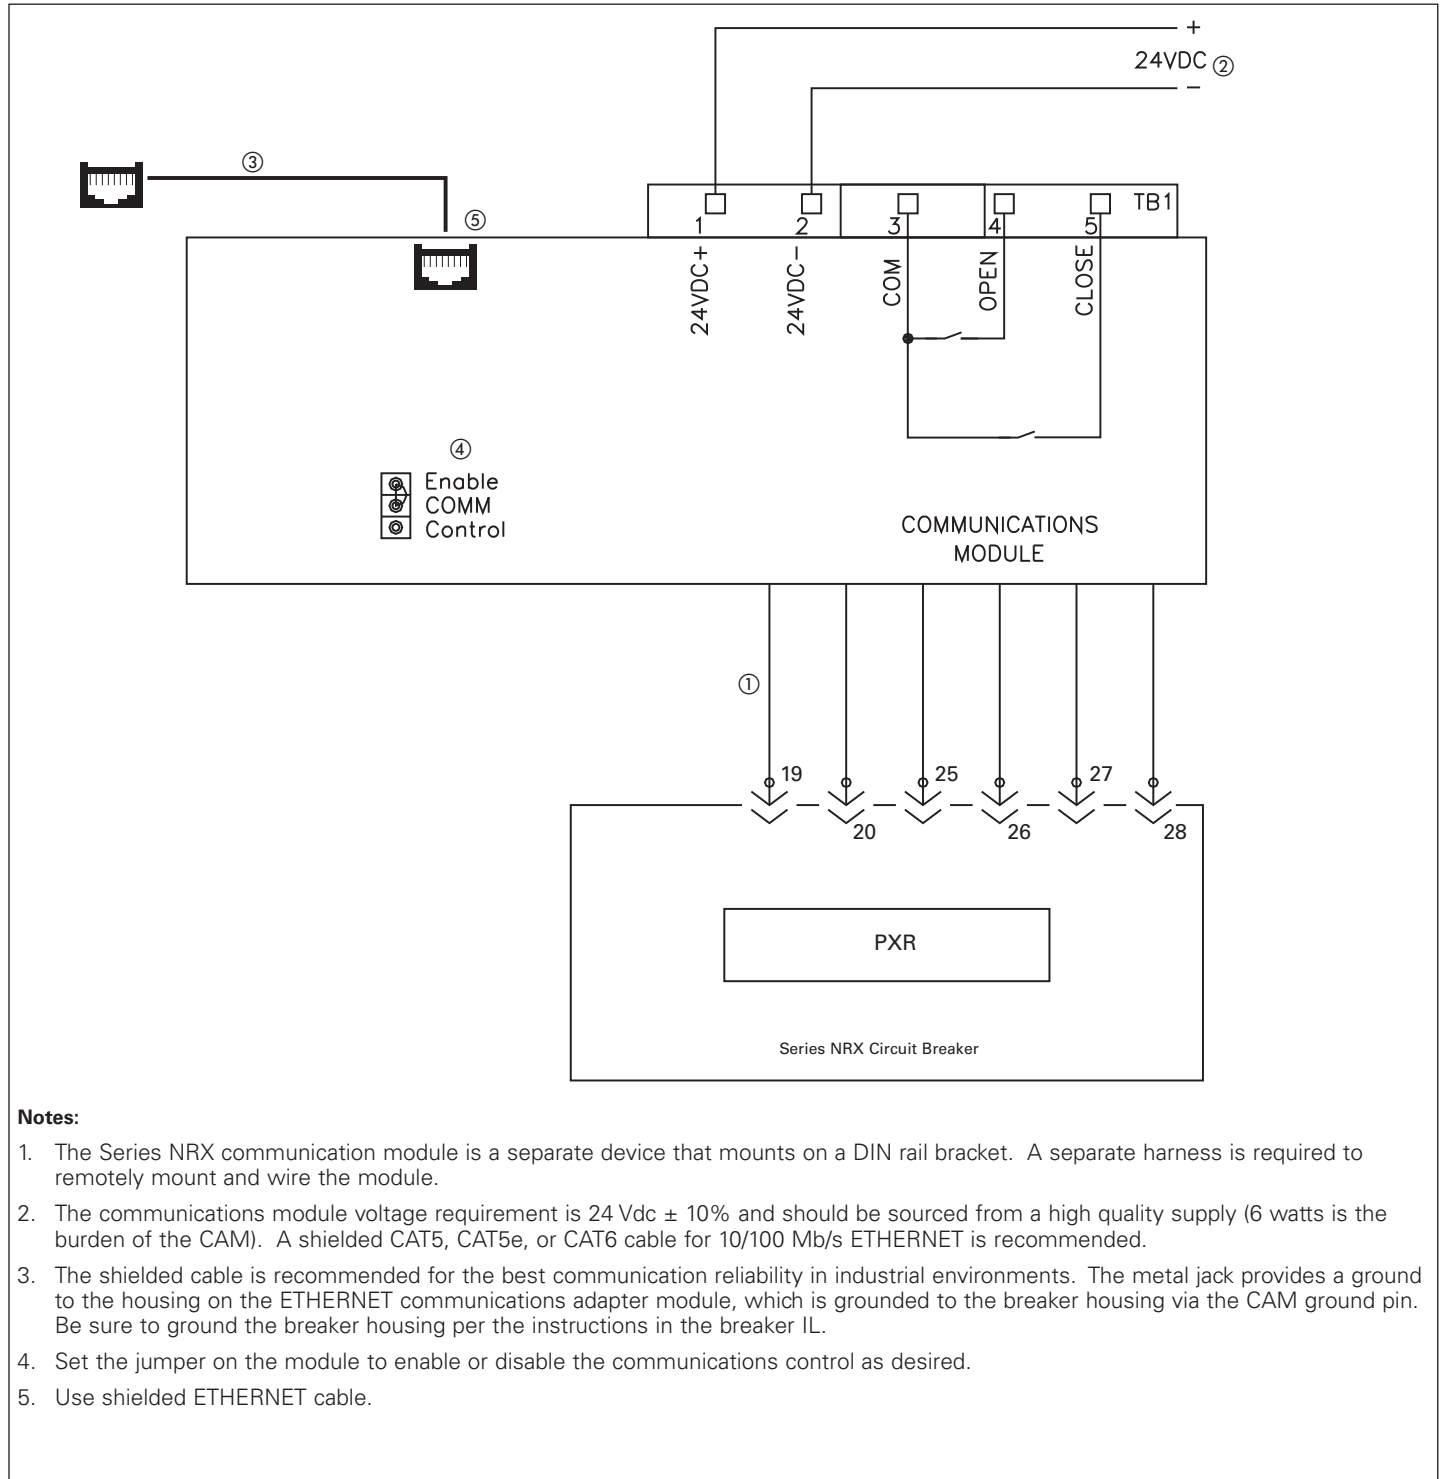 +
24VDC ②
−
③
⑤
TB1
1
2
3
4
5
24VDC+
24VDC−
COM
OPEN
CLOSE
④
Enable
COMM
Control
COMMUNICATIONS
MODULE
①
19
25
27
20
26
28
PXR
Series NRX Circuit Breaker
Notes:
1. The Series NRX communication module is a separate device that mounts on a DIN rail bracket. A separate harness is required to
remotely mount and wire the module.
2. The communications module voltage requirement is 24 Vdc ± 10% and should be sourced from a high quality supply (6 watts is the
burden of the CAM). A shielded CAT5, CAT5e, or CAT6 cable for 10/100 Mb/s ETHERNET is recommended.
3. The shielded cable is recommended for the best communication reliability in industrial environments. The metal jack provides a ground
to the housing on the ETHERNET communications adapter module, which is grounded to the breaker housing via the CAM ground pin.
Be sure to ground the breaker housing per the instructions in the breaker IL.
4. Set the jumper on the module to enable or disable the communications control as desired.
5. Use shielded ETHERNET cable.